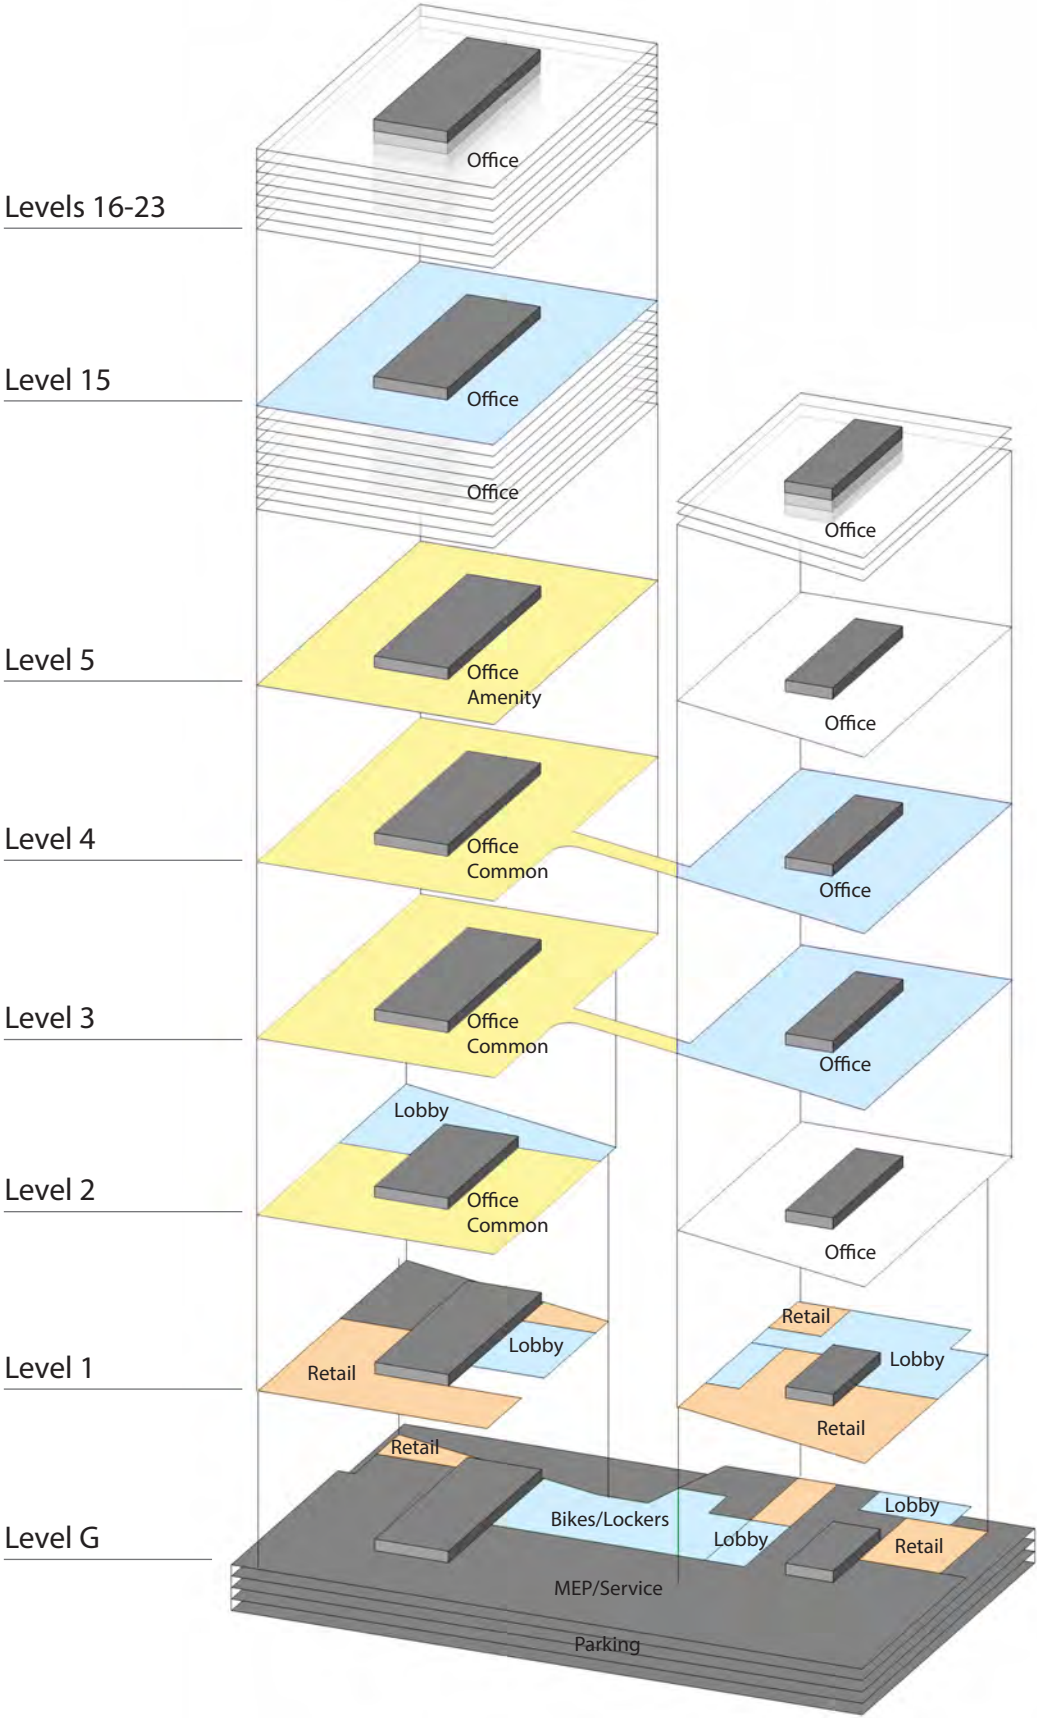 Office
Levels 16-23
Level 15
Office
Office
Office
Level 5
Office
Amenity
Office
Level 4
Office
Common
Office
Level 3
Office
Common
Office
Lobby
Level 2
Office
Common
Office
Retail
Lobby
Lobby
Level 1
Retail
Retail
Retail
Lobby
Bikes/Lockers
Level G
Lobby
Retail
MEP/Service
Parking